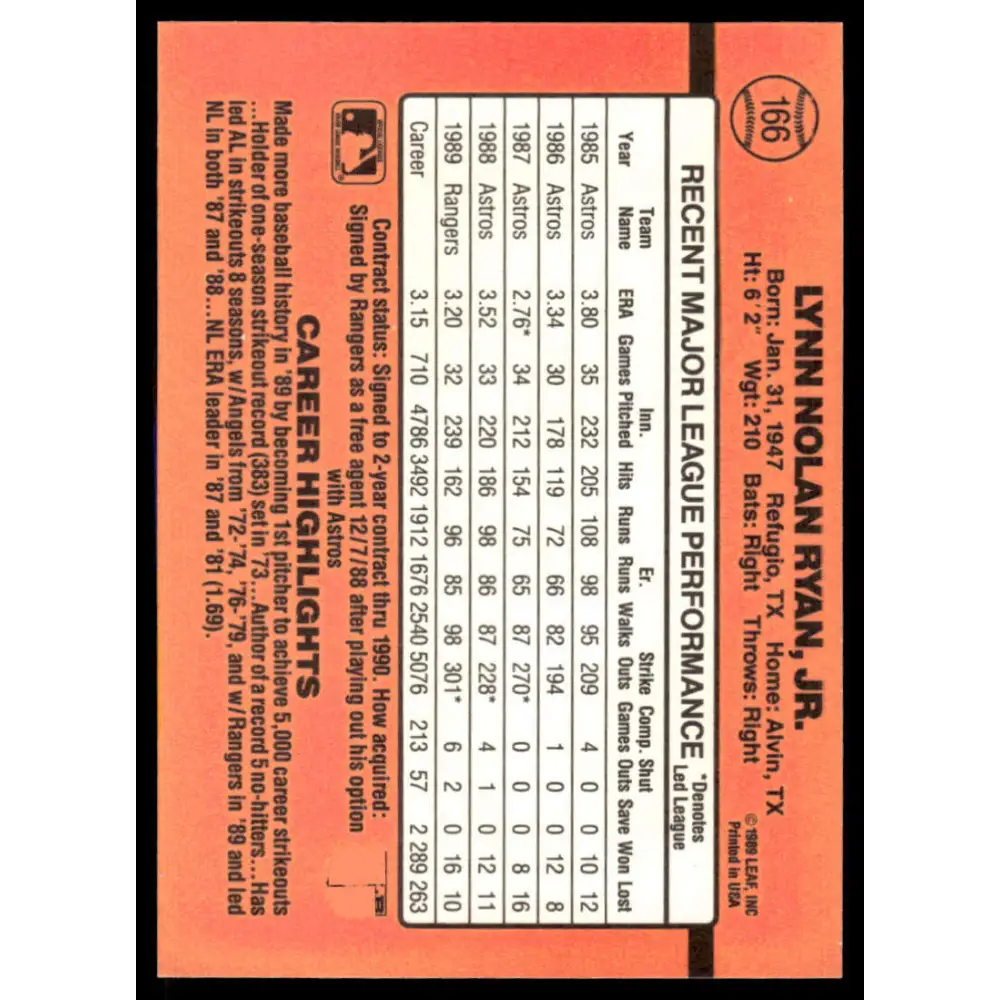 166
LYNN NOLAN RYAN, JR.
Born: Jan. 31, 1947 Refugio, TX Home: Alvin, TX
Ht: 6'2" Wgt: 210 Bats: Right Throws: Right
© 1989 LEAF, INC
Printed in USA
RECENT MAJOR LEAGUE PERFORMANCE *Denotes
Led League
Team Inn. Er. Strike Comp. Shut
Year Name ERA Games Pitched Hits Runs Runs Walks Outs Games Outs Save Won Lost
1985 Astros 3.80 35 232 205 108 98 95 209 4 0 0 10 12
1986 Astros 3.34 30 178 119 72 66 82 194 1 0 0 12 8
1987 Astros 2.76* 34 212 154 75 65 87 270* 0 0 0 8 16
1988 Astros 3.52 33 220 186 98 86 87 228* 4 1 0 12 11
1989 Rangers 3.20 32 239 162 96 85 98 301* 6 2 0 16 10
Career 3.15 710 4786 3492 1912 1676 2540 5076 213 57 2 289 263
Contract status: Signed to 2-year contract thru 1990. How acquired:
Signed by Rangers as a free agent 12/7/88 after playing out his option
with Astros
CAREER HIGHLIGHTS
Made more baseball history in '89 by becoming 1st pitcher to achieve 5,000 career strikeouts
...Holder of one-season strikeout record (383) set in '73...Author of a record 5 no-hitters...Has
led AL in strikeouts 8 seasons, w/Angels from '72-'74, '76-'79, and w/Rangers in '89 and led
NL in both '87 and '88...NL ERA leader in '87 and '81 (1.69).